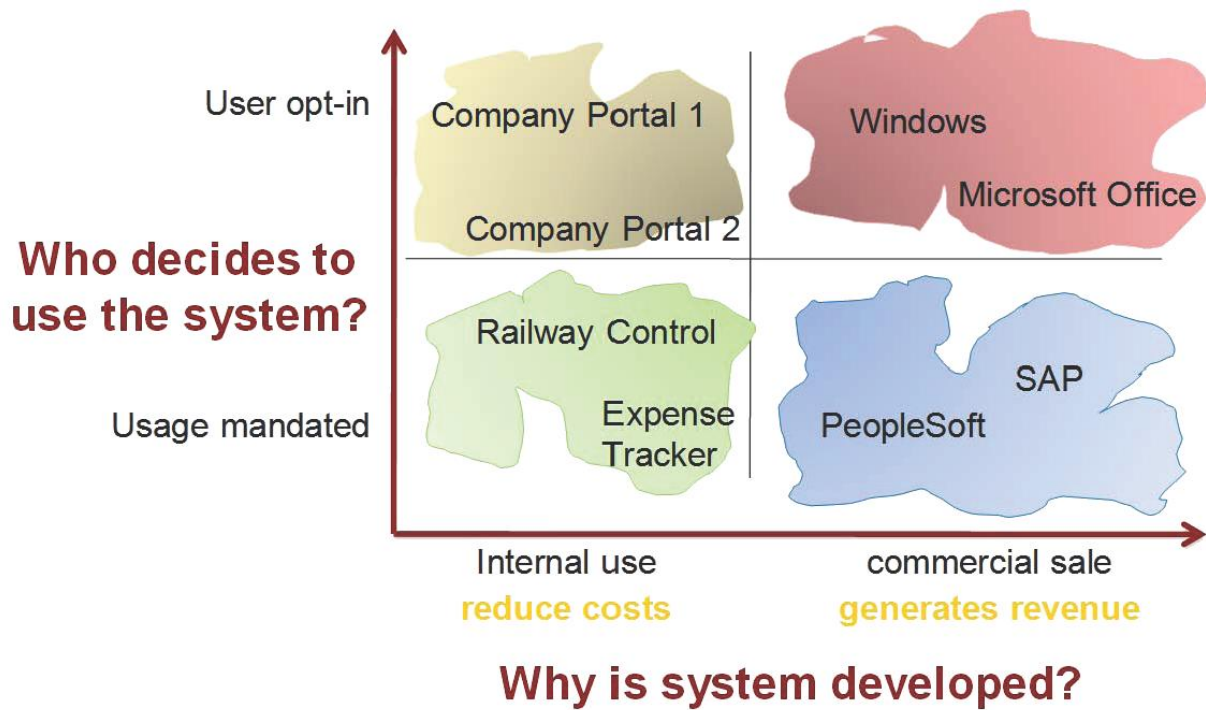 User opt-in
Company Portal 1
Company Portal 2
Windows
Microsoft Office
Who decides to
use the system?
Usage mandated
Railway Control
Expense
Tracker
SAP
PeopleSoft
Internal use
reduce costs
commercial sale
generates revenue
Why is system developed?